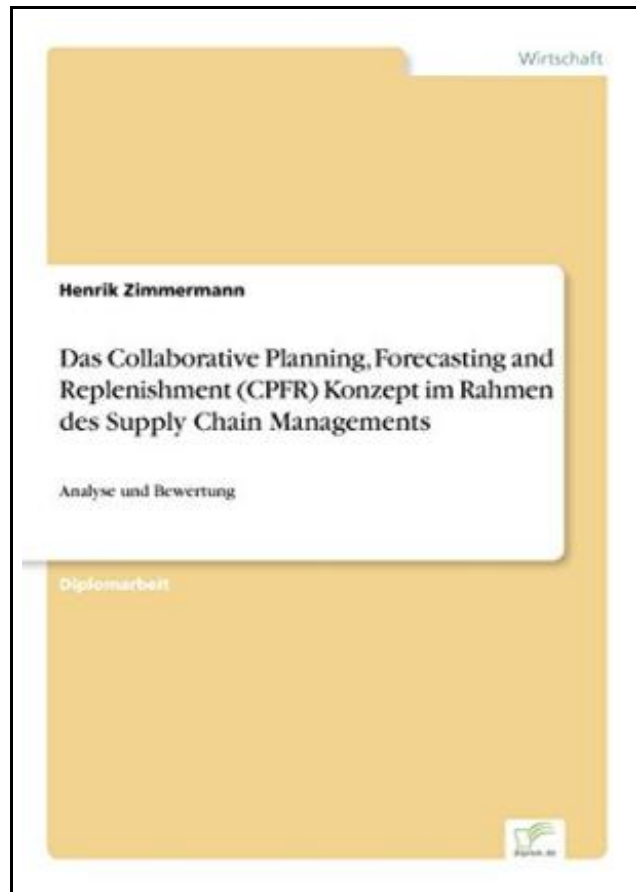 Wirtschaft
Henrik Zimmermann
Das Collaborative Planning, Forecasting and
Replenishment (CPFR) Konzept im Rahmen
des Supply Chain Managements
Analyse und Bewertung
Diplomarbeit